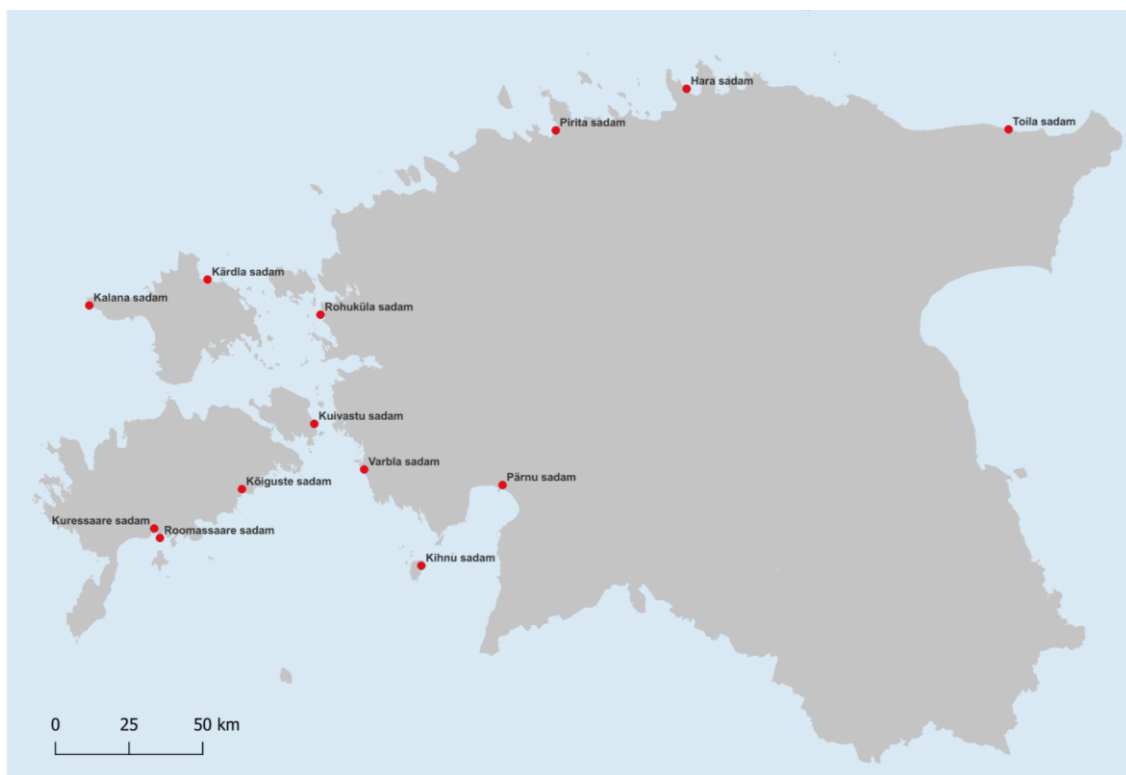 Hara sadam
Pirita sadam
Toila sadam
Kärdla sadam
Kalana sadam
Rohuküla sadam
Kuivastu sadam
Varbla sadam
Kõiguste sadam
Pärnu sadam
Kuressaare sadam
Roomassaare sadam
Kihnu sadam
0 25 50 km